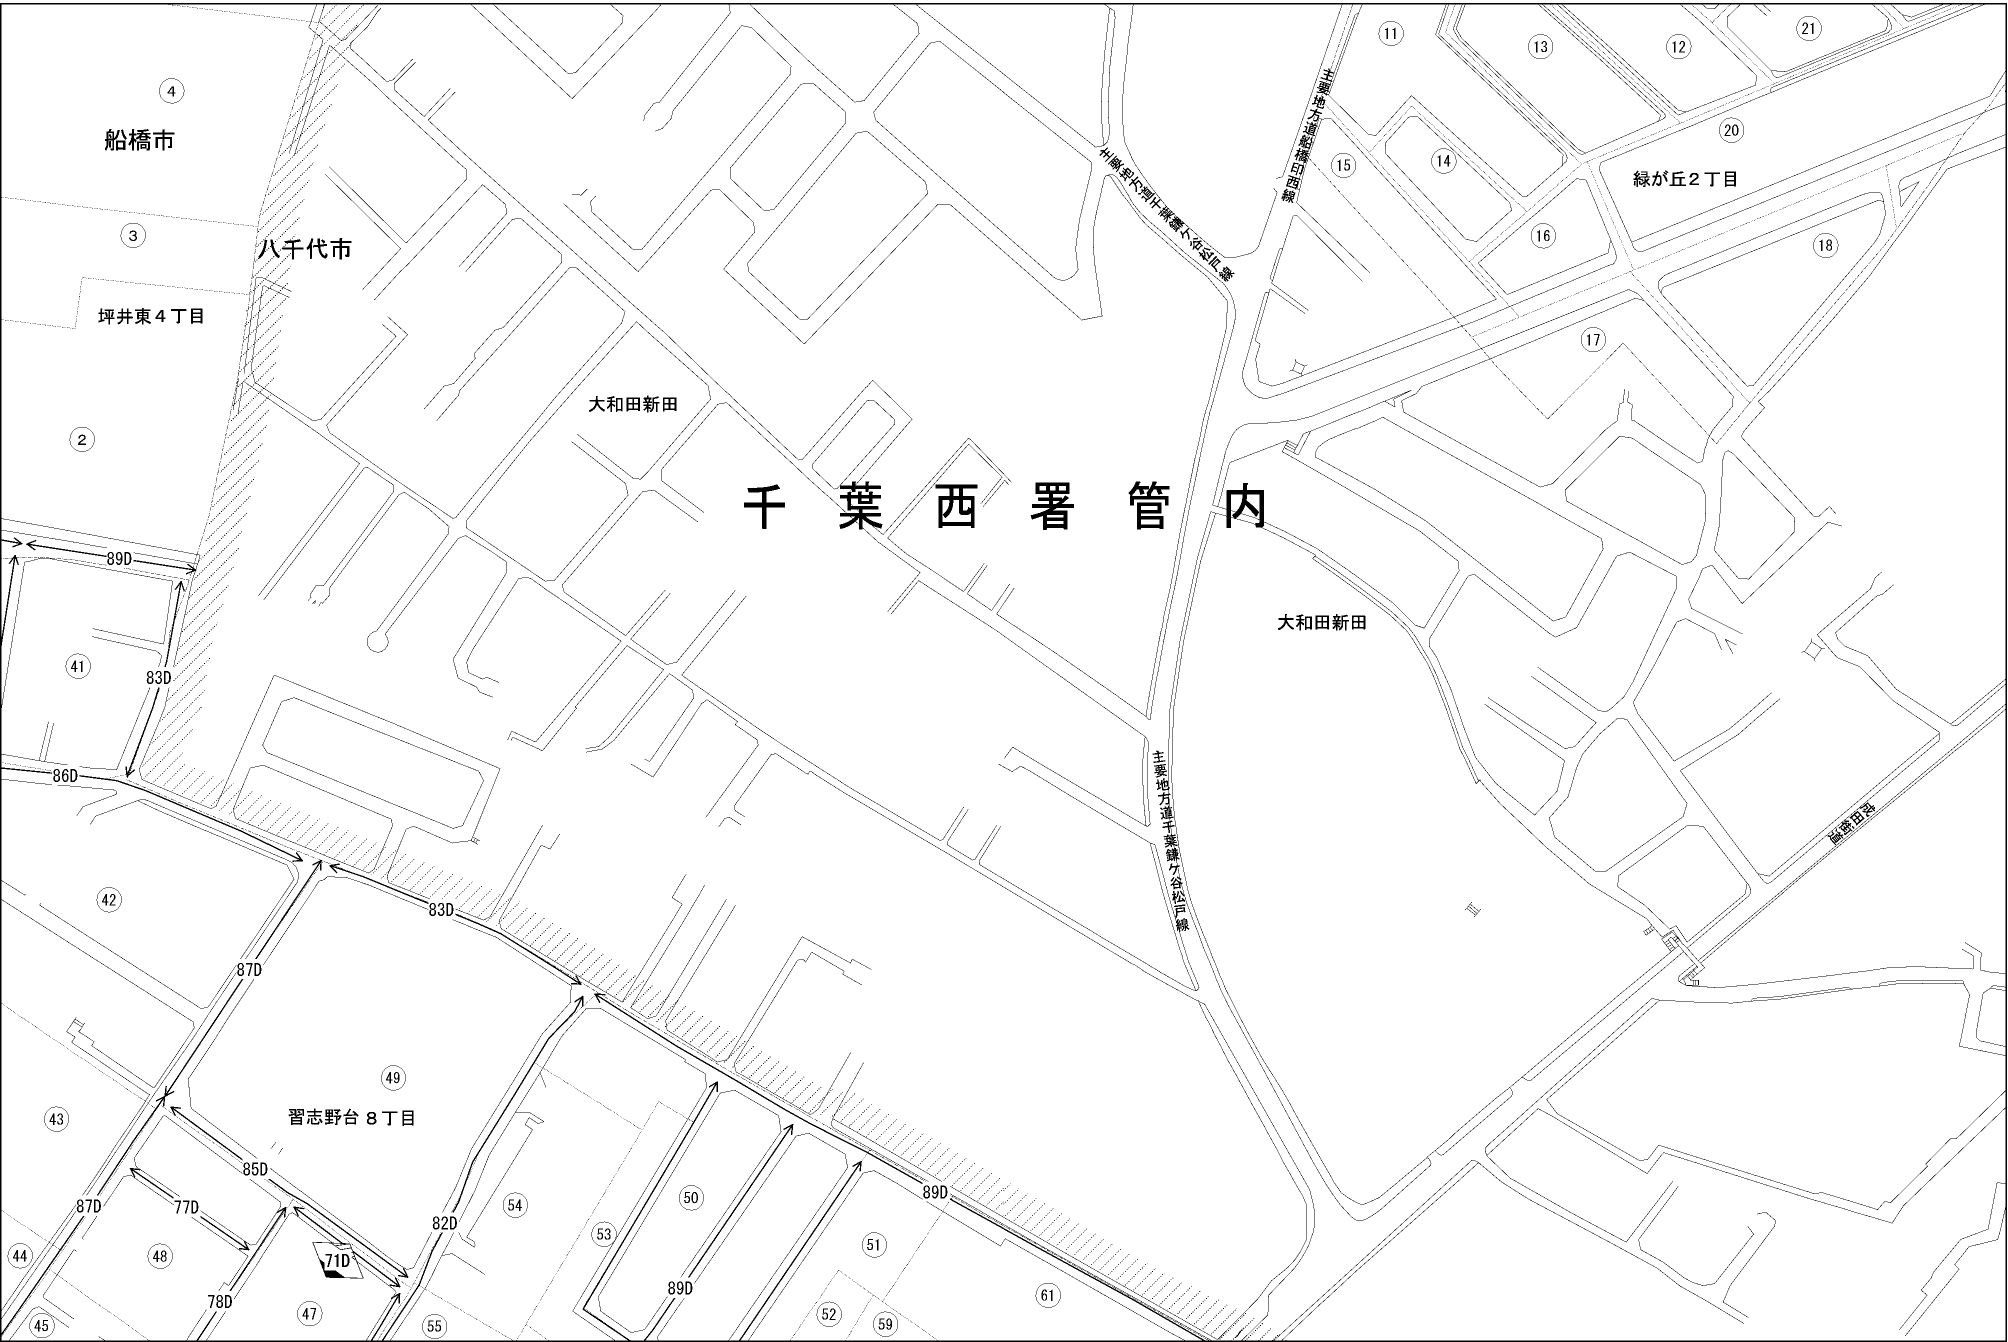 ㉑
⑪
⑬
⑫
④
主要地方道船橋印西線
⑳
船橋市
⑮
⑭
主要地方道千葉鎌ケ谷松戸線
緑が丘2丁目
③
八千代市
⑯
⑱
坪井東4丁目
⑰
大和田新田
②
千葉西署管内
89D
大和田新田
㊶
83D
86D
主要地方道千葉鎌ケ谷松戸線
成田街道
㊷
83D
87D
㊾
㊸
習志野台8丁目
85D
77D
87D
82D
54
㊿
89D
53
51
㊹
㊽
71D
78D
㊼
89D
61
㊺
55
52
59